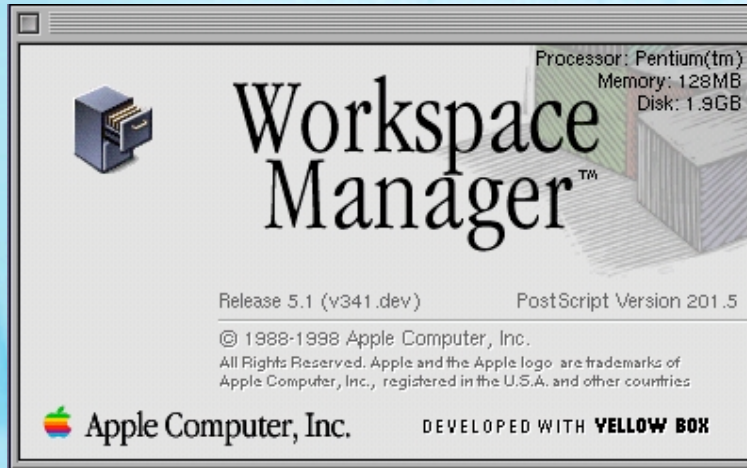 Processor: Pentium(tm)
Memory: 128MB
Disk: 1.9GB
Workspace
Manager™
Release 5.1 (v341.dev) PostScript Version 201.5
© 1988-1998 Apple Computer, Inc.
All Rights Reserved. Apple and the Apple logo are trademarks of
Apple Computer, Inc., registered in the U.S.A. and other countries
Apple Computer, Inc. DEVELOPED WITH YELLOW BOX